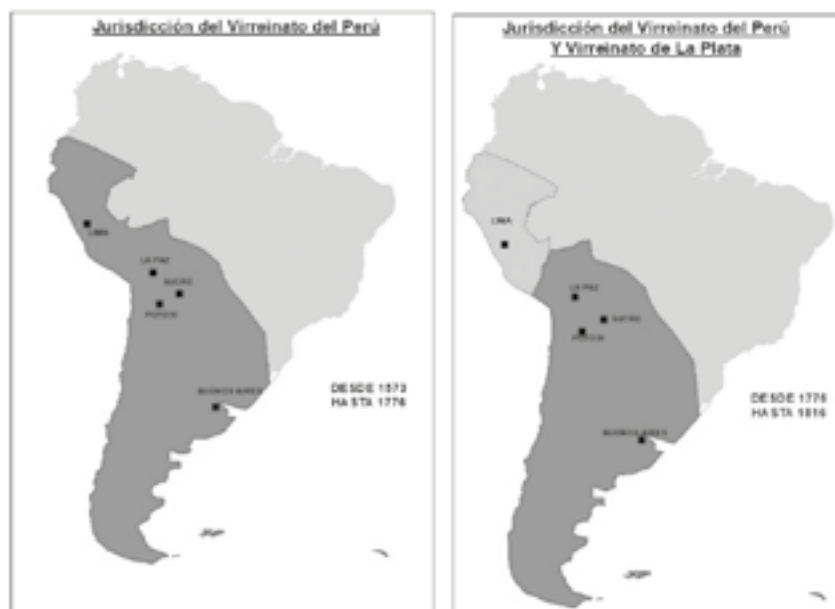 Jurisdicción del Virreinato del Perú
LIMA
LA PAZ
SUCRE
POTOSI
BUENOS AIRES
DESDE 1573
HASTA 1776
Jurisdicción del Virreinato del Perú
Y Virreinato de La Plata
LIMA
LA PAZ
SUCRE
POTOSI
BUENOS AIRES
DESDE 1776
HASTA 1816